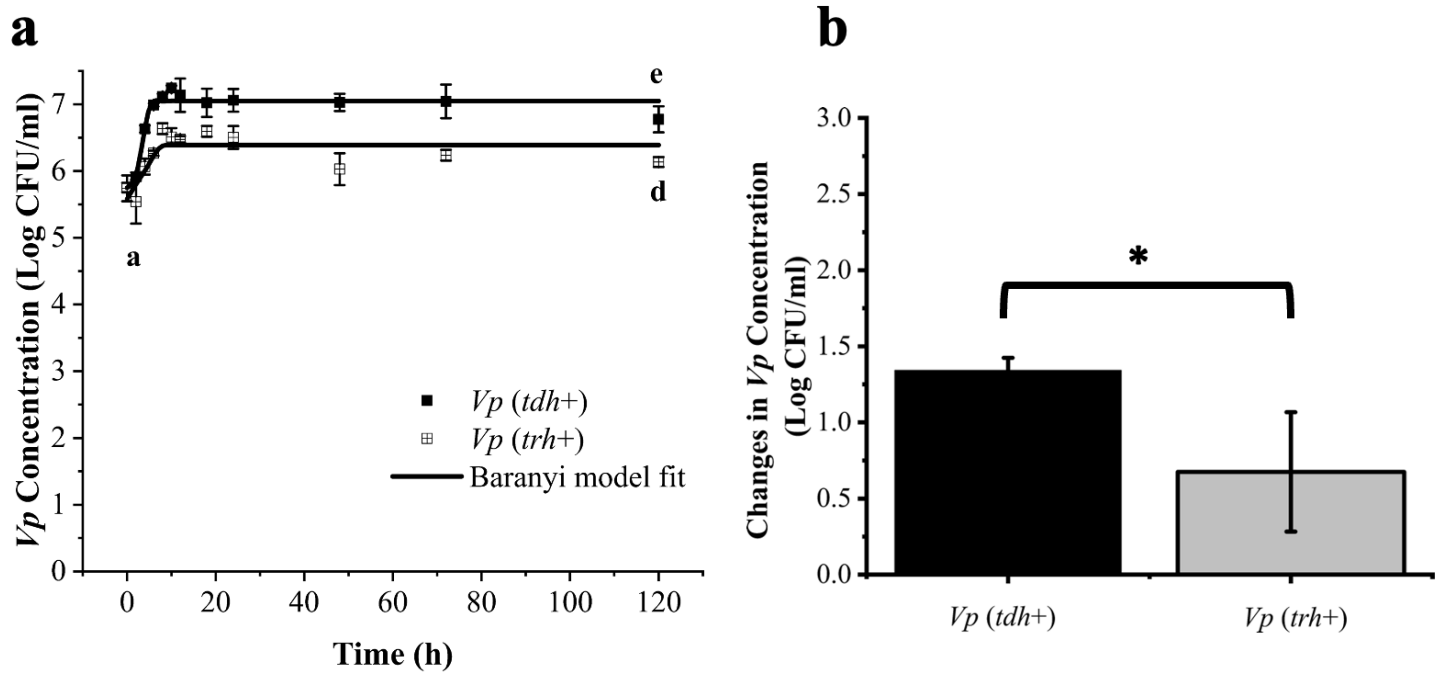 a
Vp Concentration (Log CFU/ml)
7
6
5
4
3
2
1
0
e
d
a
Vp (tdh+)
Vp (trh+)
Baranyi model fit
0
20
40
60
80
100
120
Time (h)
b
Changes in Vp Concentration
(Log CFU/ml)
3.0
2.5
2.0
1.5
1.0
0.5
0.0
*
Vp (tdh+)
Vp (trh+)